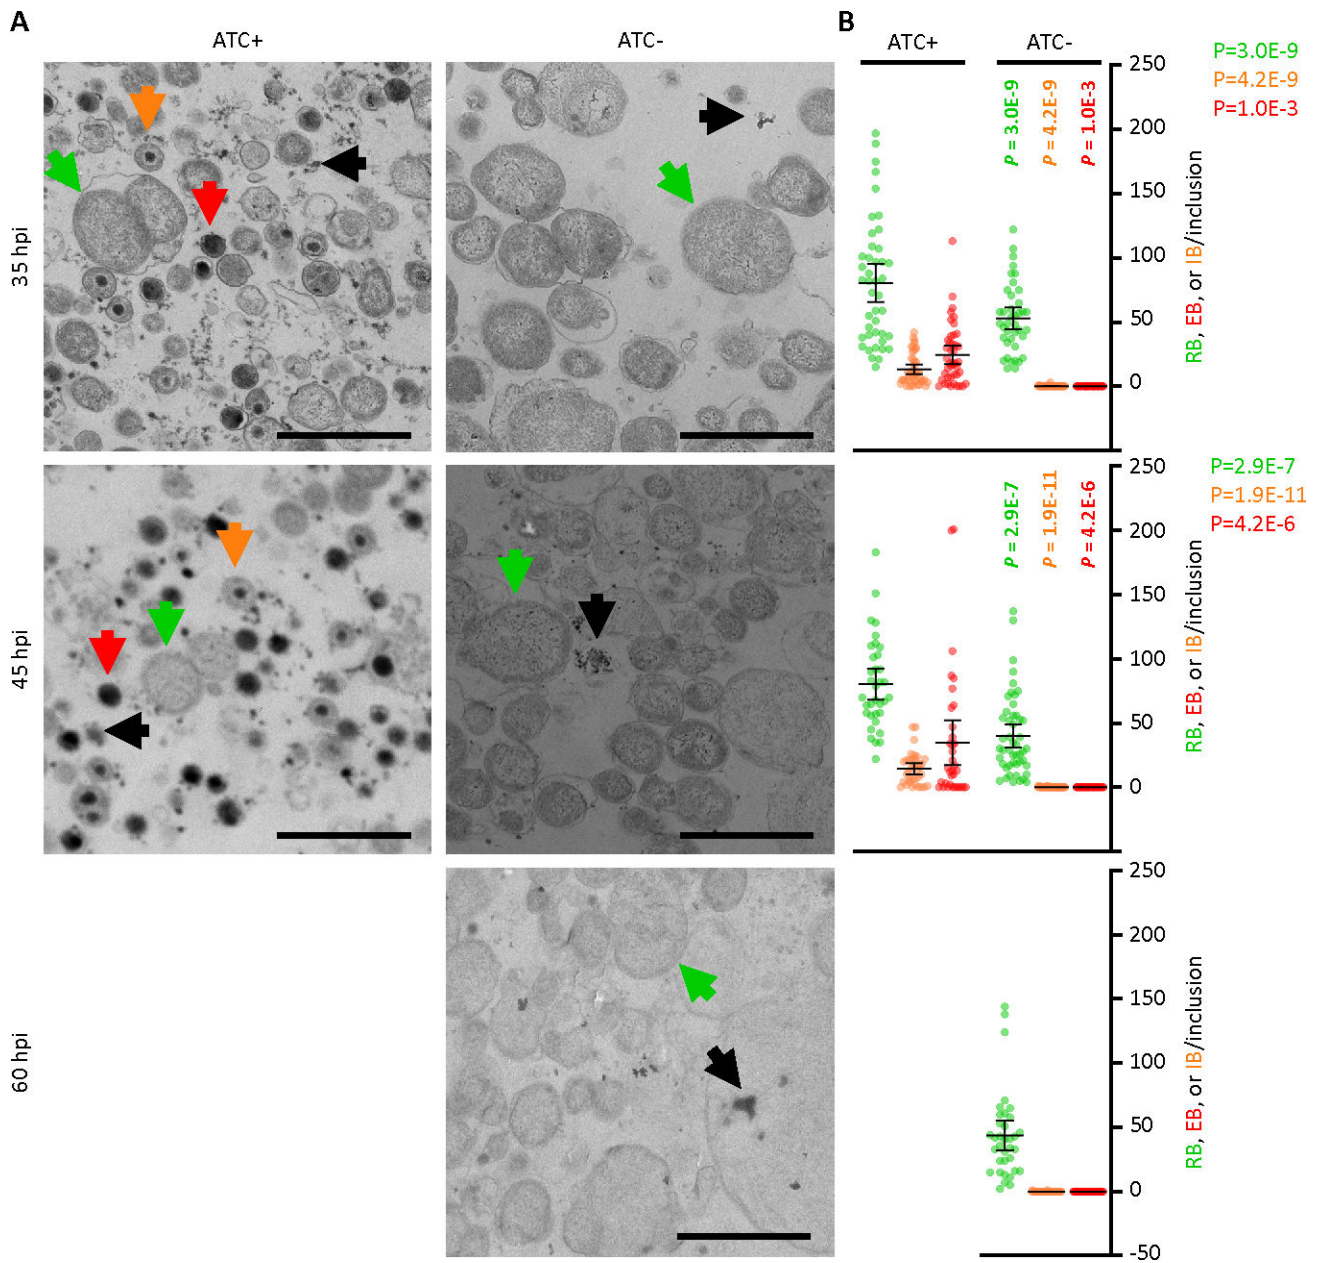 A
B
ATC+
ATC-
ATC+
ATC-
35 hpi
P = 3.0E-9
P = 4.2E-9
P = 1.0E-3
250
200
150
100
50
0
RB, EB, or IB/inclusion
P=3.0E-9
P=4.2E-9
P=1.0E-3
45 hpi
P = 2.9E-7
P = 1.9E-11
P = 4.2E-6
250
200
150
100
50
0
RB, EB, or IB/inclusion
P=2.9E-7
P=1.9E-11
P=4.2E-6
60 hpi
250
200
150
100
50
0
-50
RB, EB, or IB/inclusion